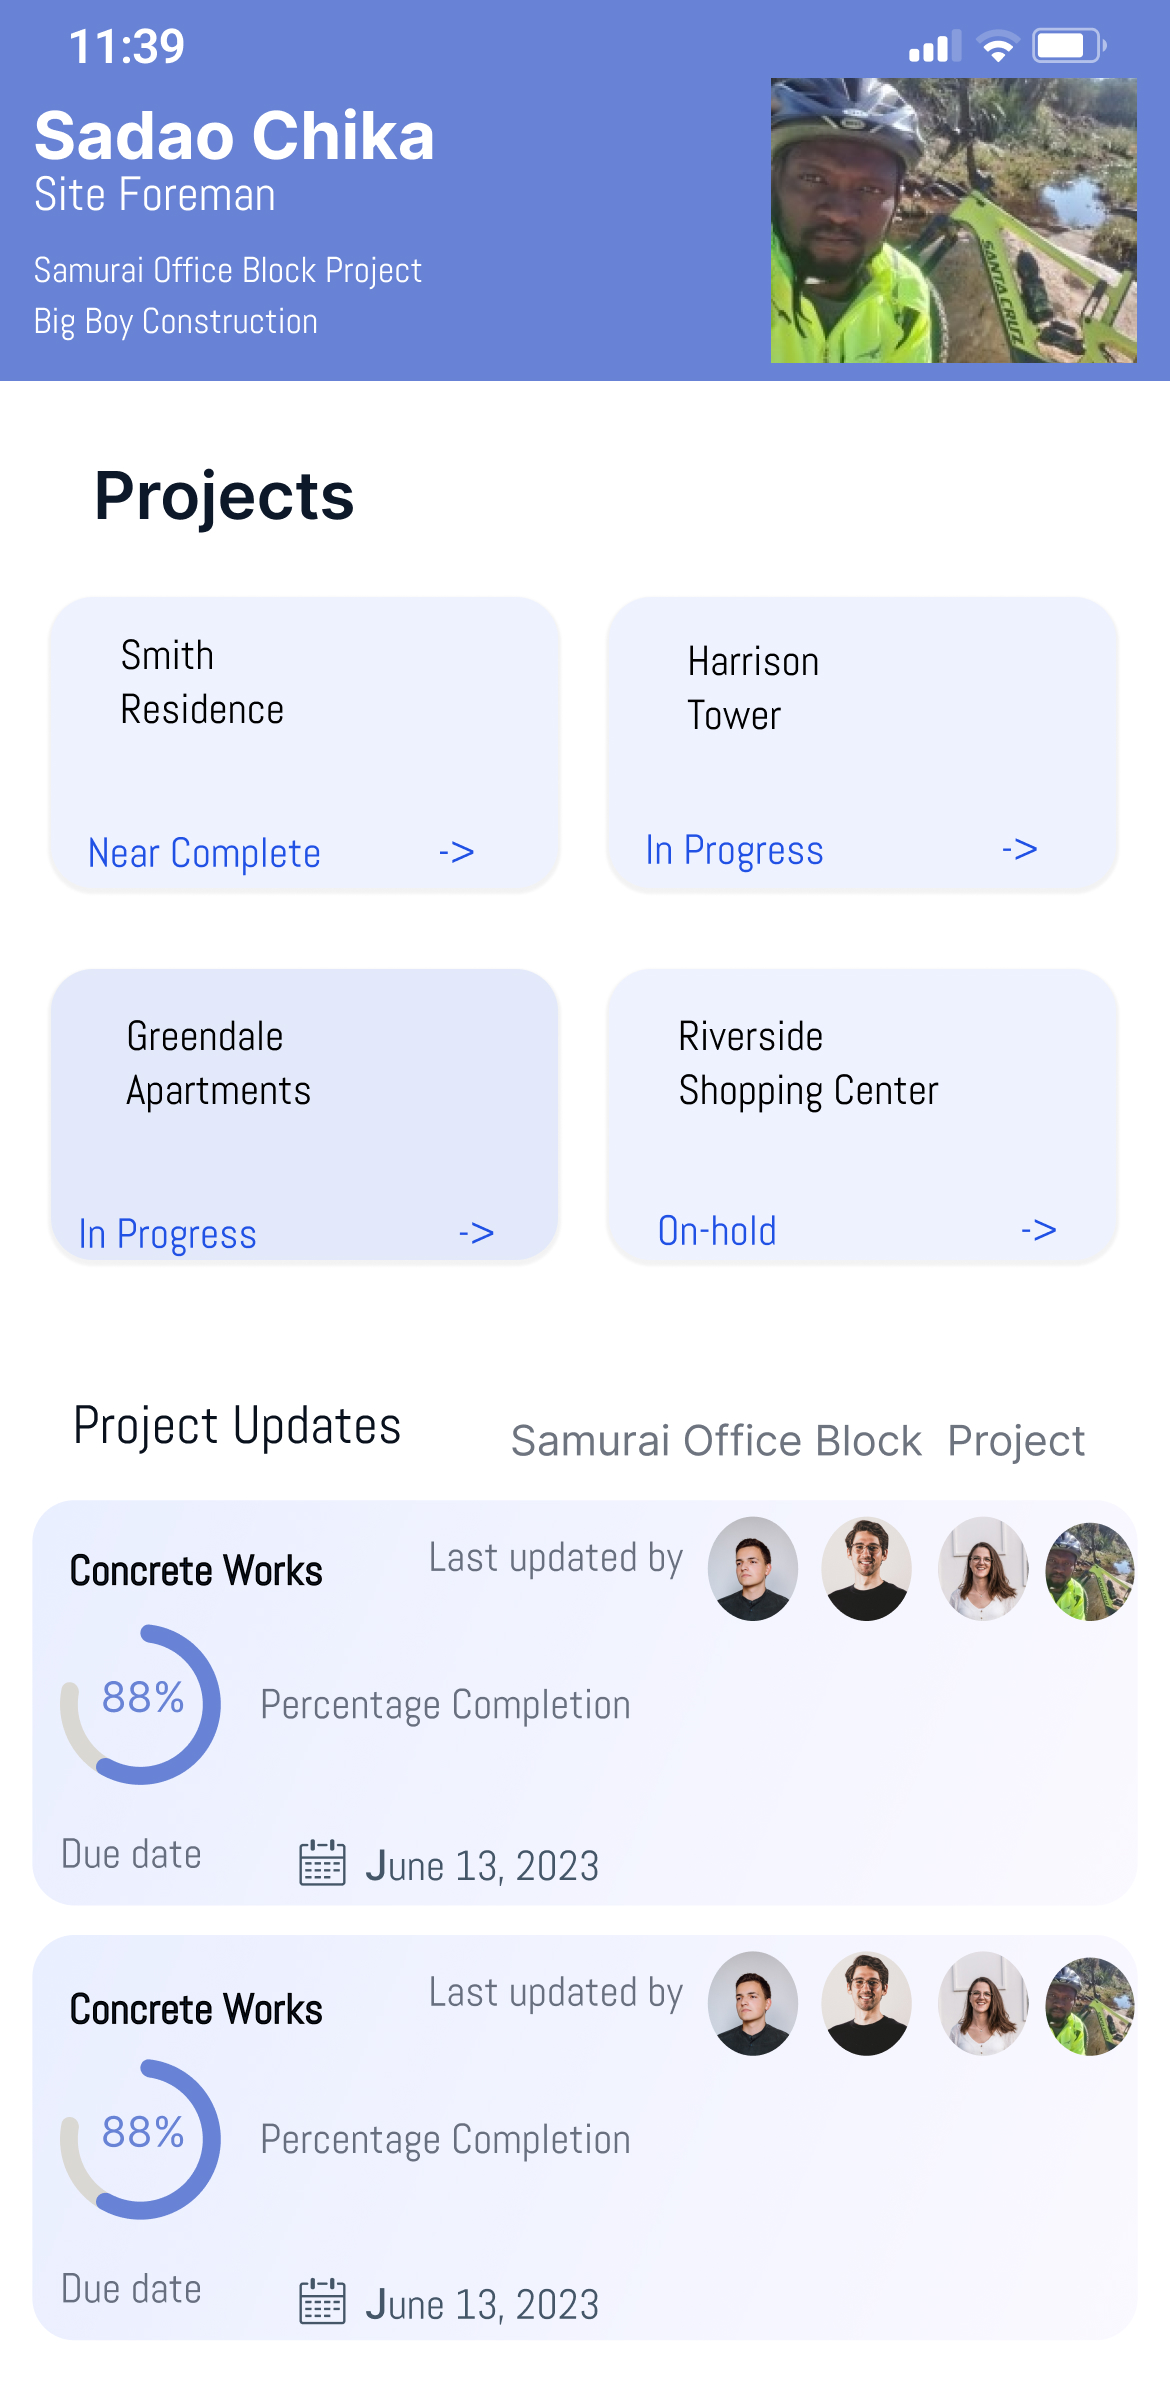 11:39
Sadao Chika
Site Foreman
Samurai Office Block Project
Big Boy Construction
SANTA CRUZ
Projects
Smith
Residence
Near Complete ->
Harrison
Tower
In Progress ->
Greendale
Apartments
In Progress ->
Riverside
Shopping Center
On-hold ->
Project Updates
Samurai Office Block Project
Concrete Works
Last updated by
88%
Percentage Completion
Due date
June 13, 2023
Concrete Works
Last updated by
88%
Percentage Completion
Due date
June 13, 2023